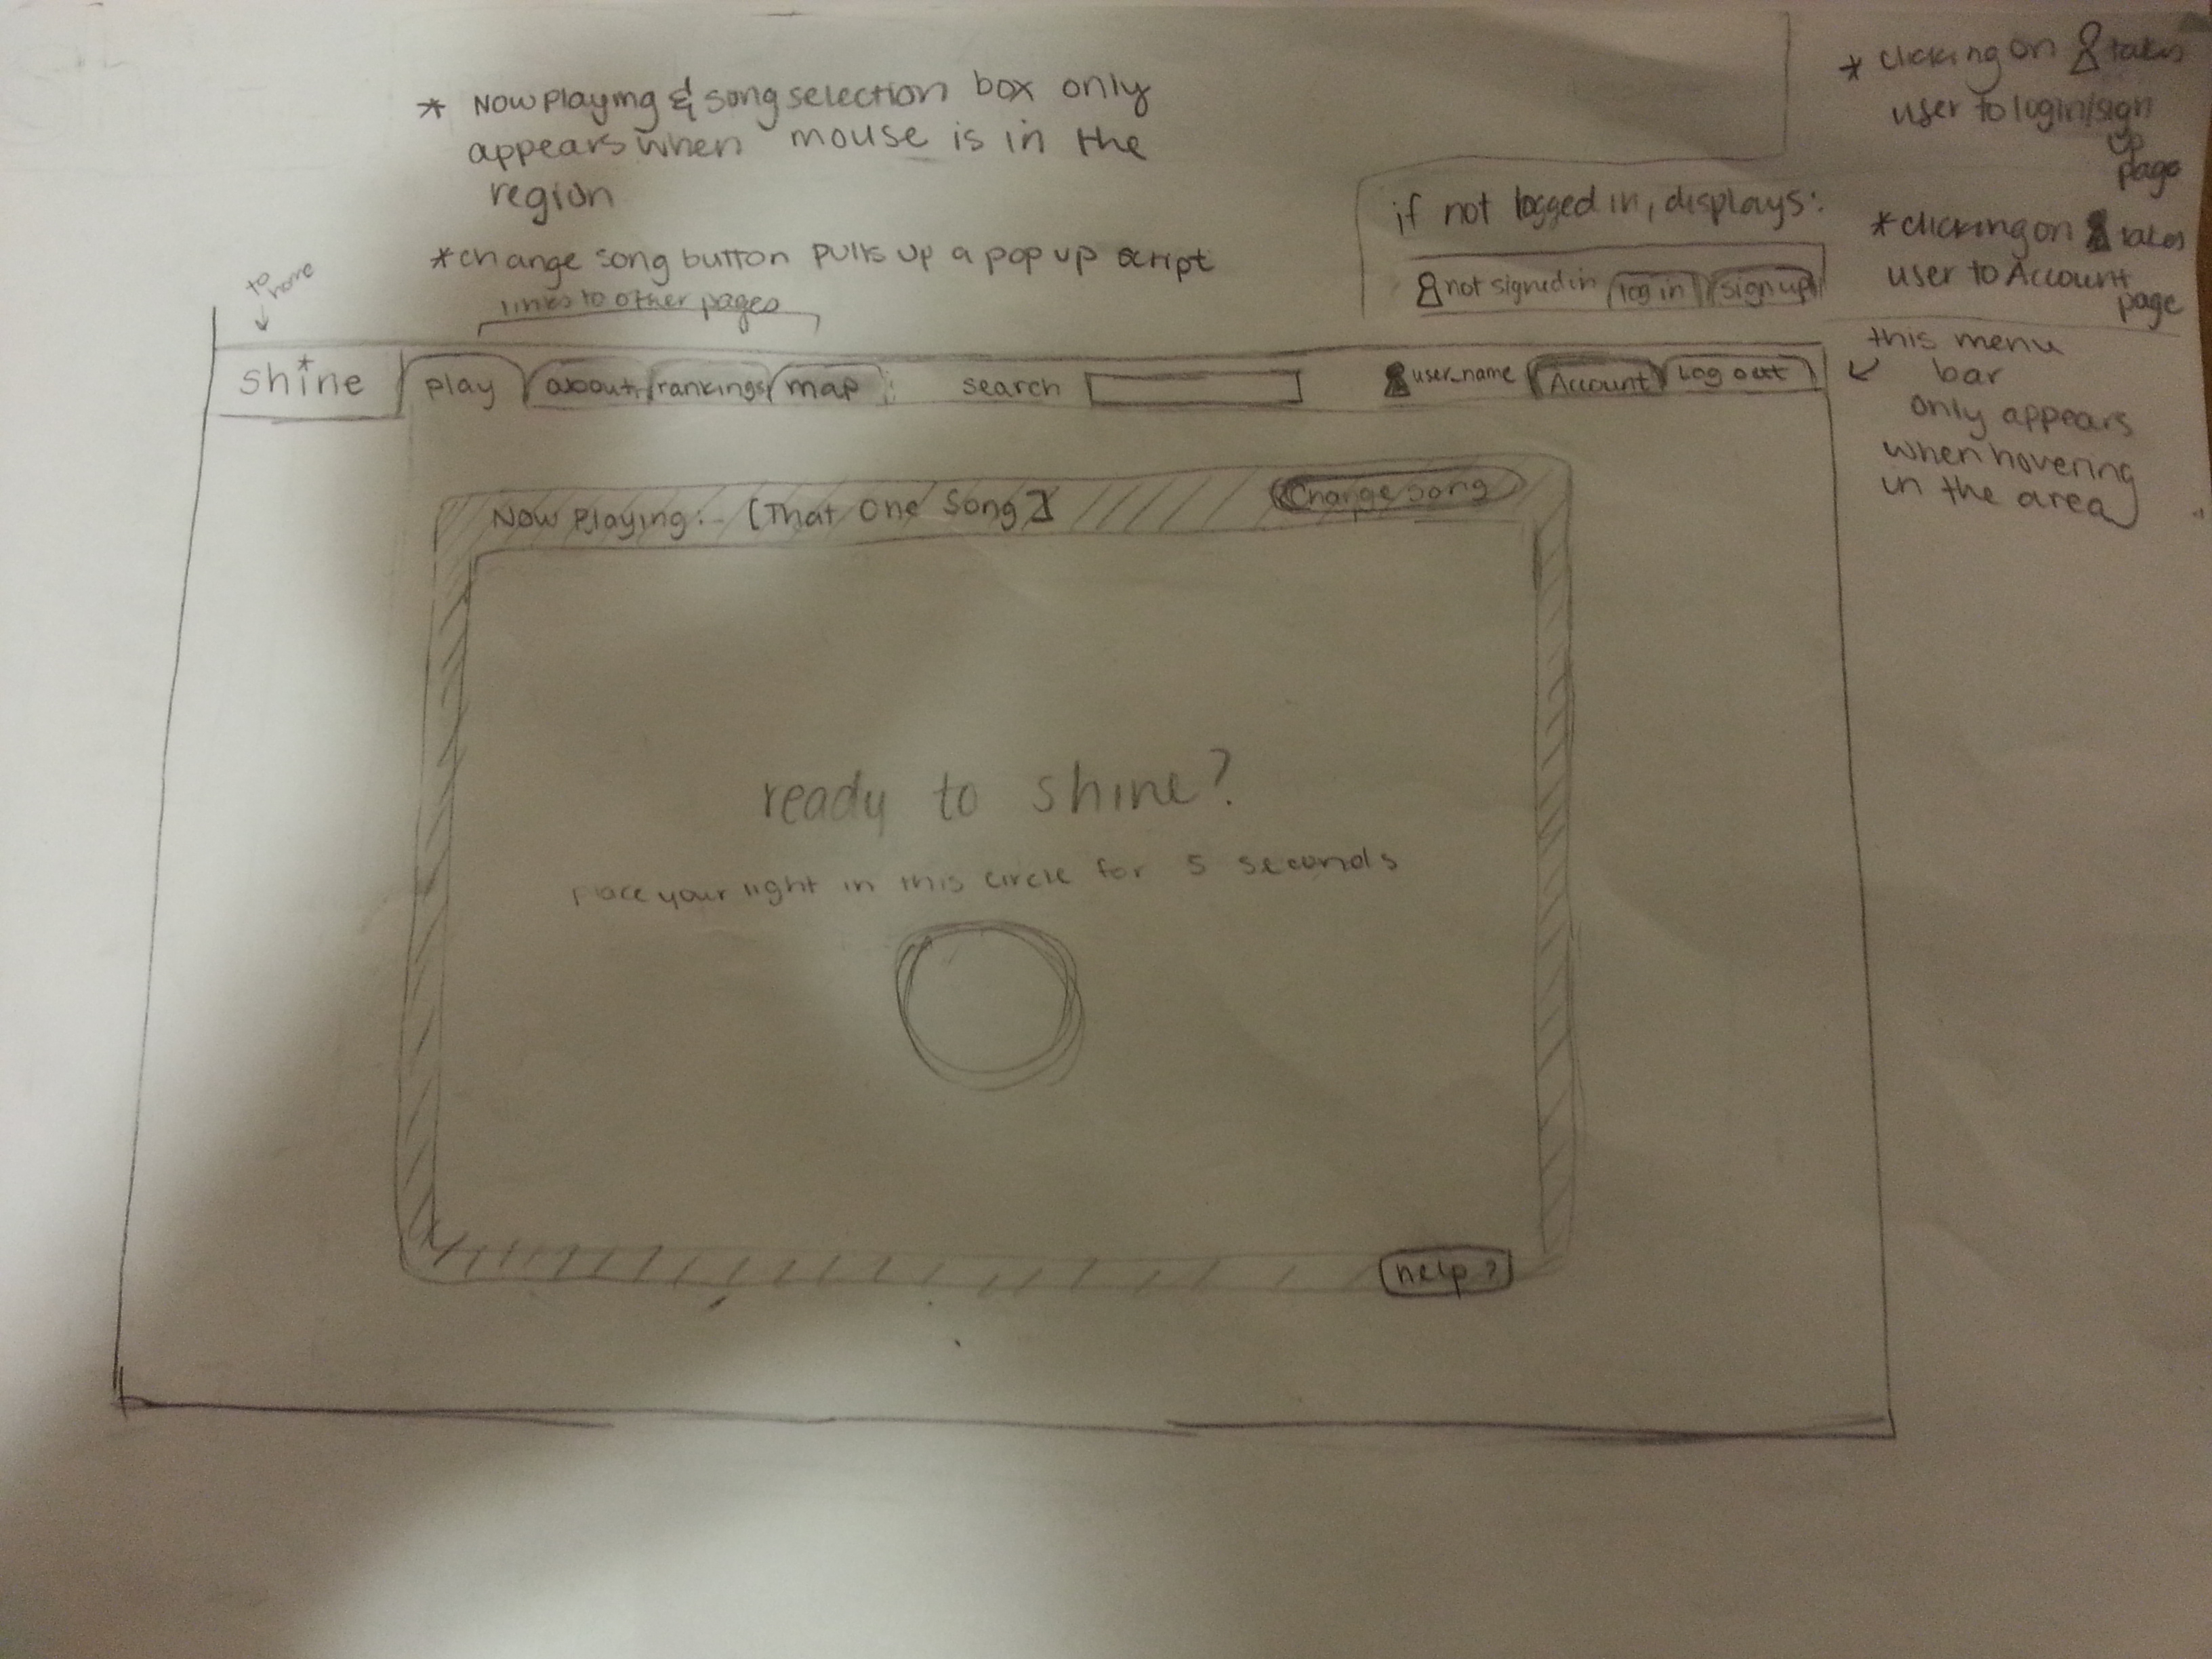 * Now Playing & song selection box only
appears when mouse is in the
region
* change song button pulls up a pop up script
links to other pages
to home
* clicking on takes
user to login/sign
up
page
* clicking on takes
user to Account
page
if not logged in, displays:
not signed in log in sign up
this menu
bar
only appears
when hovering
in the area
shine play about rankings map search user_name Account Log out
Now Playing: [That One Song] Change song
ready to shine?
Place your light in this circle for 5 seconds
help?